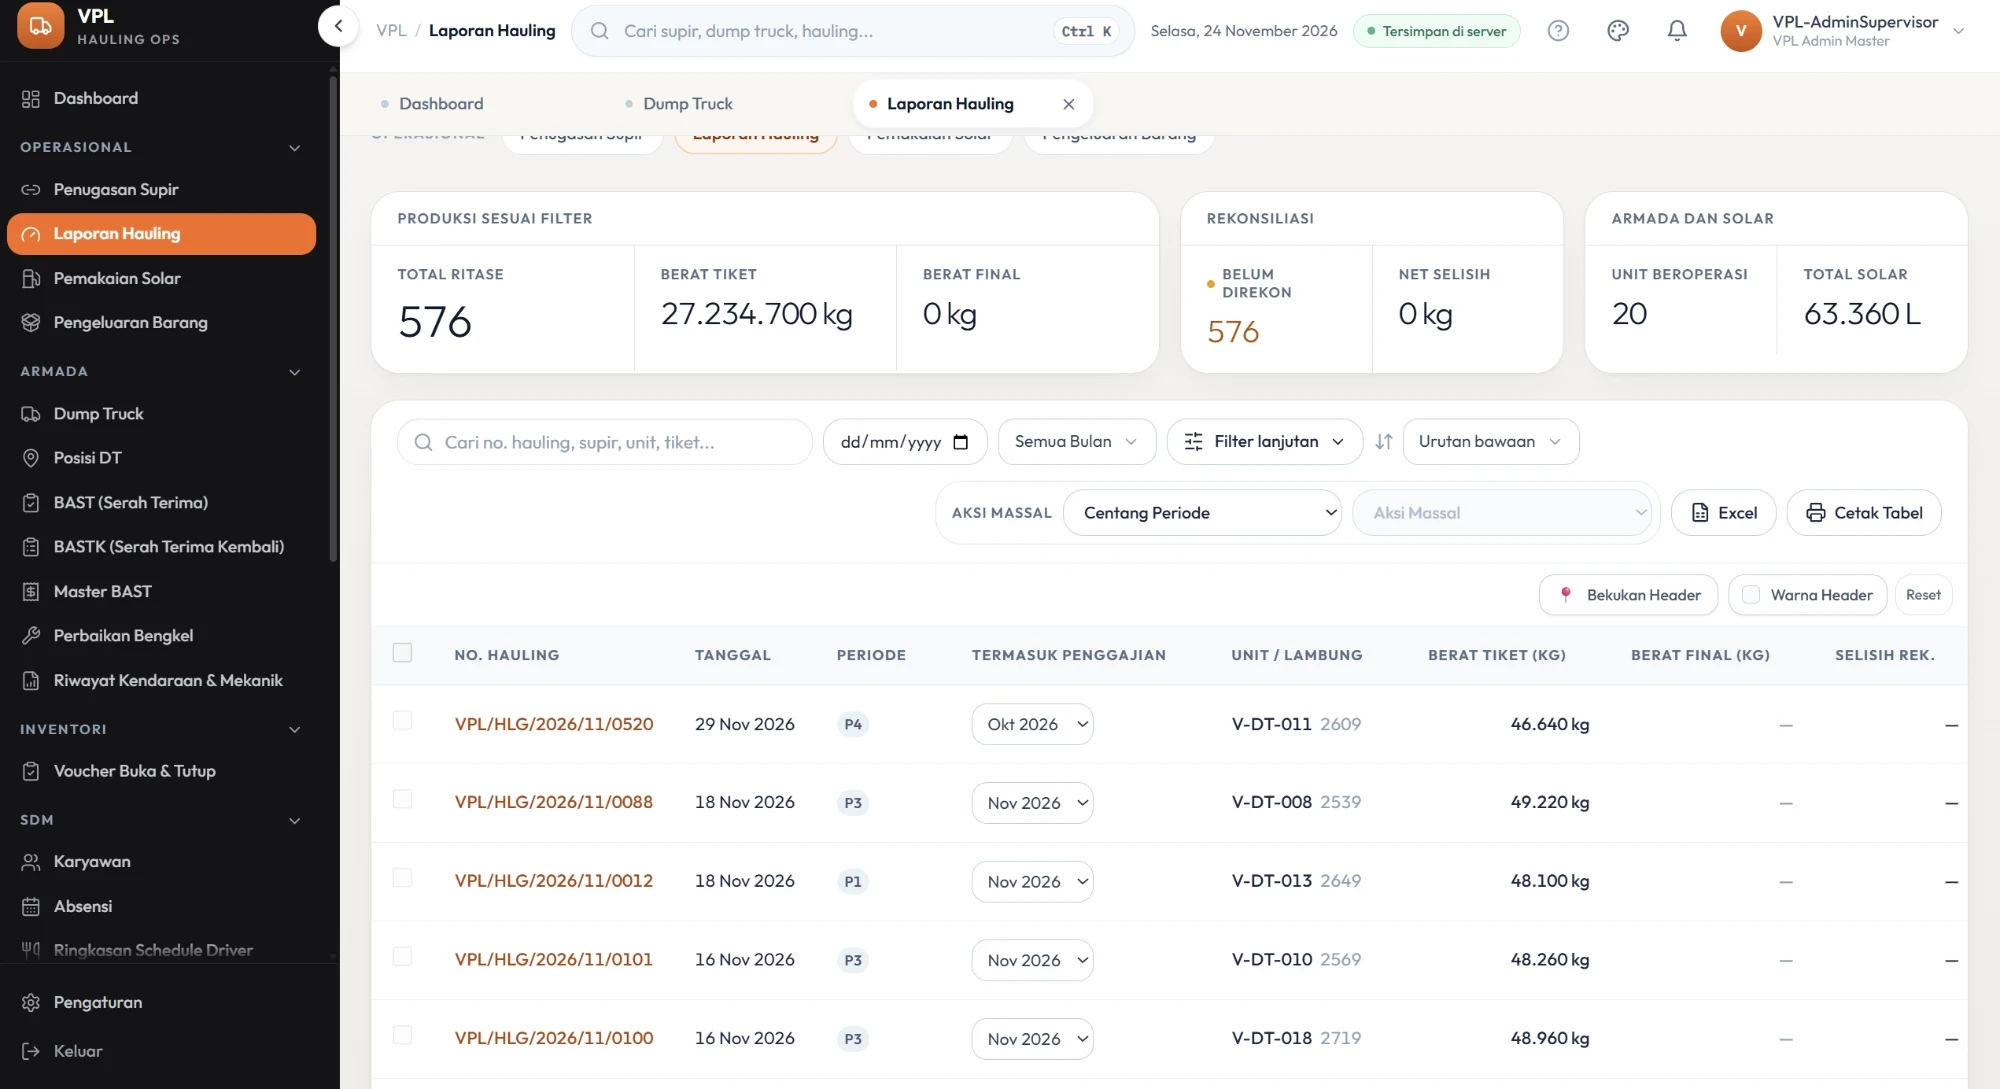 VPL
HAULING OPS
VPL / Laporan Hauling
Cari supir, dump truck, hauling...
Ctrl K
Selasa, 24 November 2026
Tersimpan di server
V
VPL-AdminSupervisor
VPL Admin Master
Dashboard
OPERASIONAL
Penugasan Supir
Laporan Hauling
Pemakaian Solar
Pengeluaran Barang
ARMADA
Dump Truck
Posisi DT
BAST (Serah Terima)
BASTK (Serah Terima Kembali)
Master BAST
Perbaikan Bengkel
Riwayat Kendaraan & Mekanik
INVENTORI
Voucher Buka & Tutup
SDM
Karyawan
Absensi
Ringkasan Schedule Driver
Pengaturan
Keluar
Dashboard
Dump Truck
Laporan Hauling
OPERASIONAL
Penugasan Supir
Laporan Hauling
Pemakaian Solar
Pengeluaran Barang
PRODUKSI SESUAI FILTER
TOTAL RITASE
576
BERAT TIKET
27.234.700 kg
BERAT FINAL
0 kg
REKONSILIASI
BELUM
DIREKON
576
NET SELISIH
0 kg
ARMADA DAN SOLAR
UNIT BEROPERASI
20
TOTAL SOLAR
63.360 L
Cari no. hauling, supir, unit, tiket...
dd/mm/yyyy
Semua Bulan
Filter lanjutan
Urutan bawaan
AKSI MASSAL
Centang Periode
Aksi Massal
Excel
Cetak Tabel
Bekukan Header
Warna Header
Reset
NO. HAULING TANGGAL PERIODE TERMASUK PENGGAJIAN UNIT / LAMBUNG BERAT TIKET (KG) BERAT FINAL (KG) SELISIH REK.
VPL/HLG/2026/11/0520 29 Nov 2026 P4 Okt 2026 V-DT-011 2609 46.640 kg — —
VPL/HLG/2026/11/0088 18 Nov 2026 P3 Nov 2026 V-DT-008 2539 49.220 kg — —
VPL/HLG/2026/11/0012 18 Nov 2026 P1 Nov 2026 V-DT-013 2649 48.100 kg — —
VPL/HLG/2026/11/0101 16 Nov 2026 P3 Nov 2026 V-DT-010 2569 48.260 kg — —
VPL/HLG/2026/11/0100 16 Nov 2026 P3 Nov 2026 V-DT-018 2719 48.960 kg — —